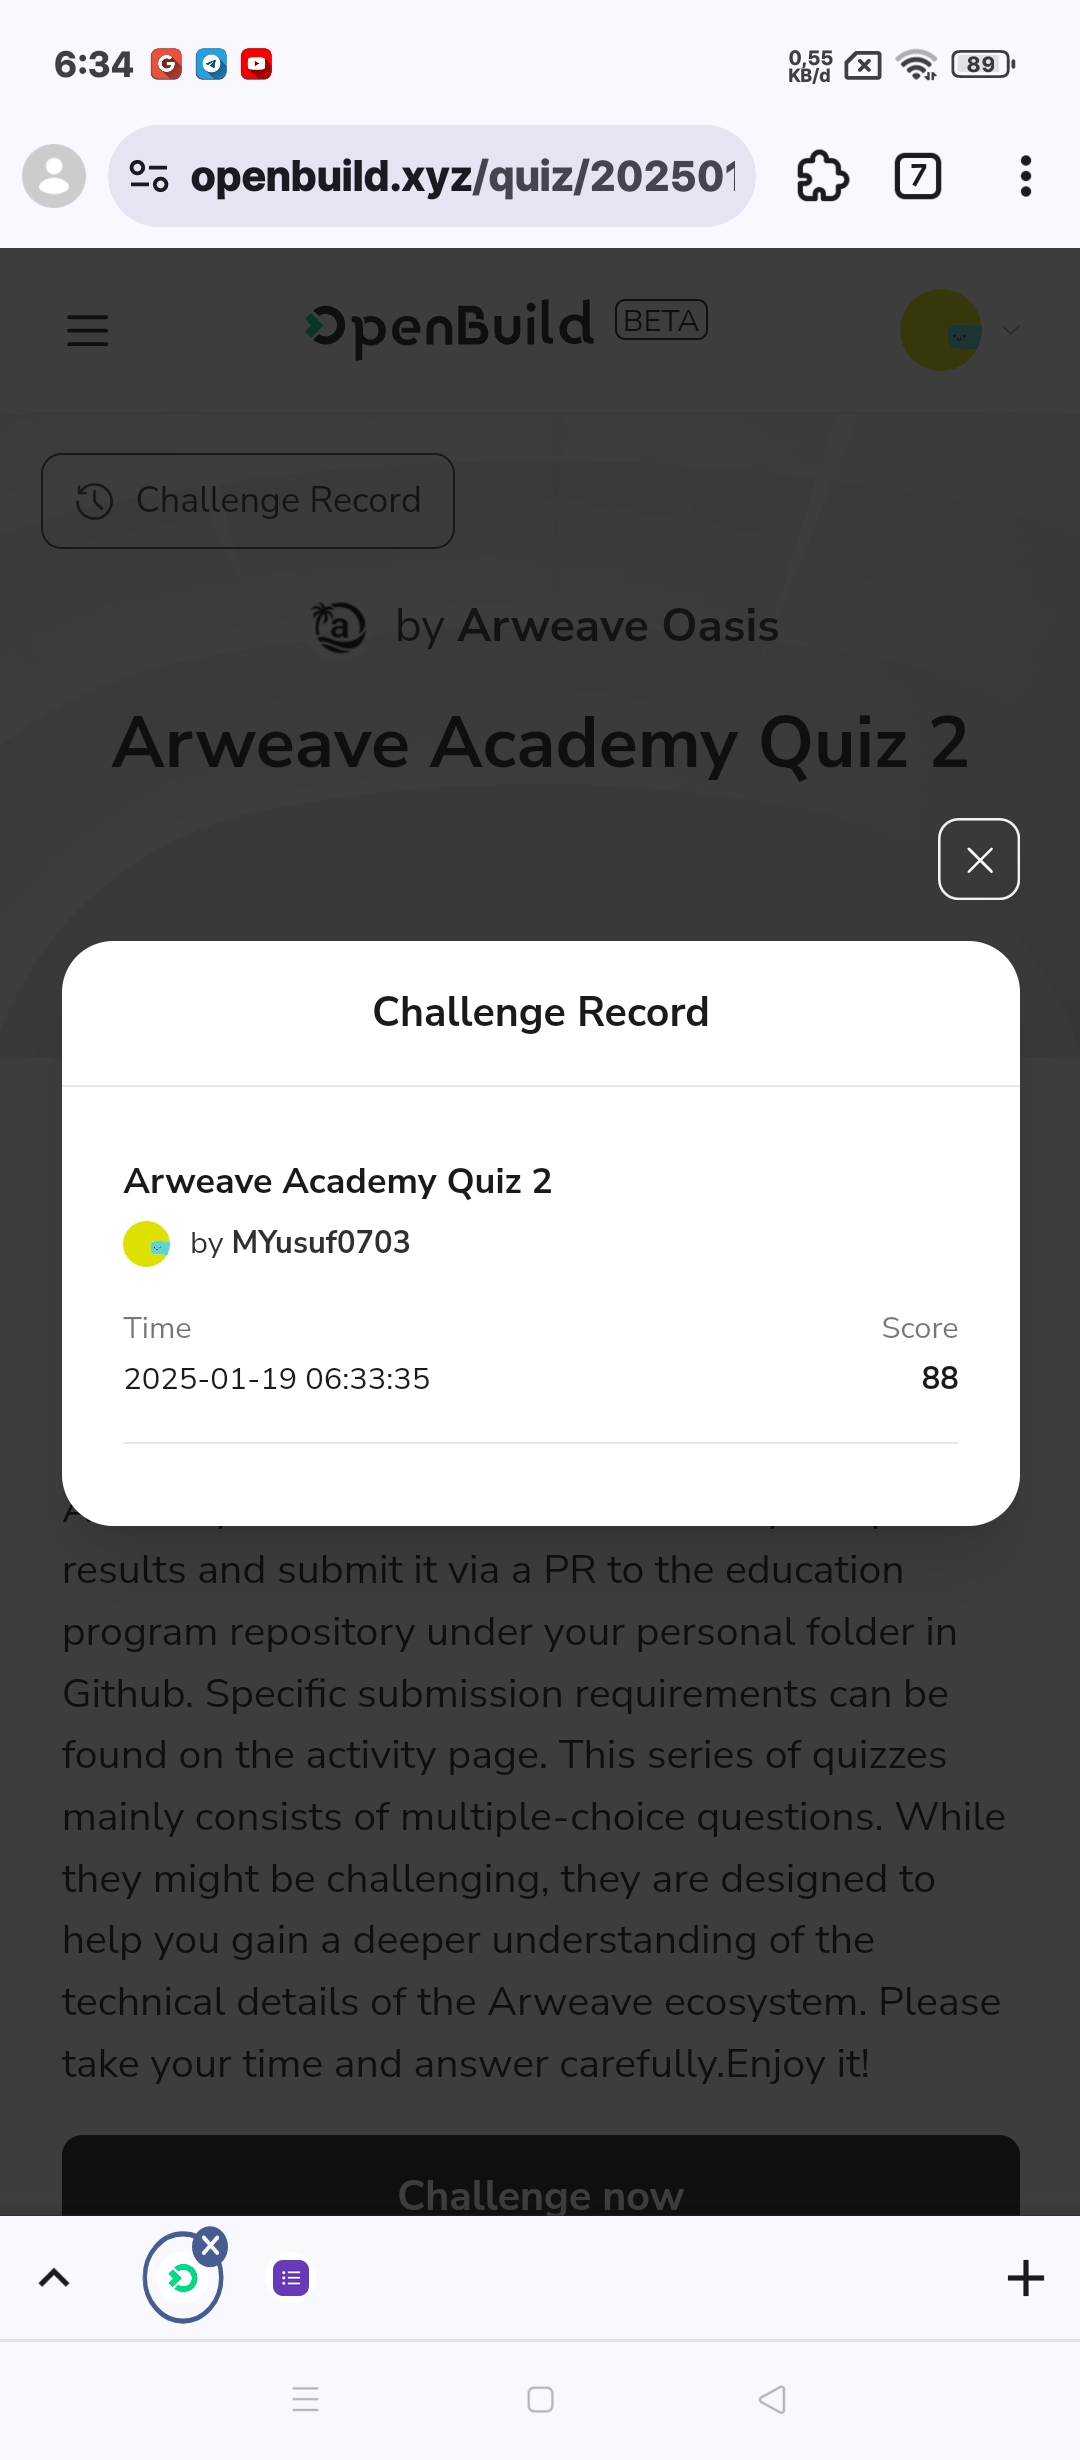 6:34
0,55
KB/d
89
openbuild.xyz/quiz/202501
7
OpenBuild BETA
Challenge Record
by Arweave Oasis
Arweave Academy Quiz 2
Challenge Record
Arweave Academy Quiz 2
by MYusuf0703
Time Score
2025-01-19 06:33:35 88
results and submit it via a PR to the education
program repository under your personal folder in
Github. Specific submission requirements can be
found on the activity page. This series of quizzes
mainly consists of multiple-choice questions. While
they might be challenging, they are designed to
help you gain a deeper understanding of the
technical details of the Arweave ecosystem. Please
take your time and answer carefully.Enjoy it!
Challenge now